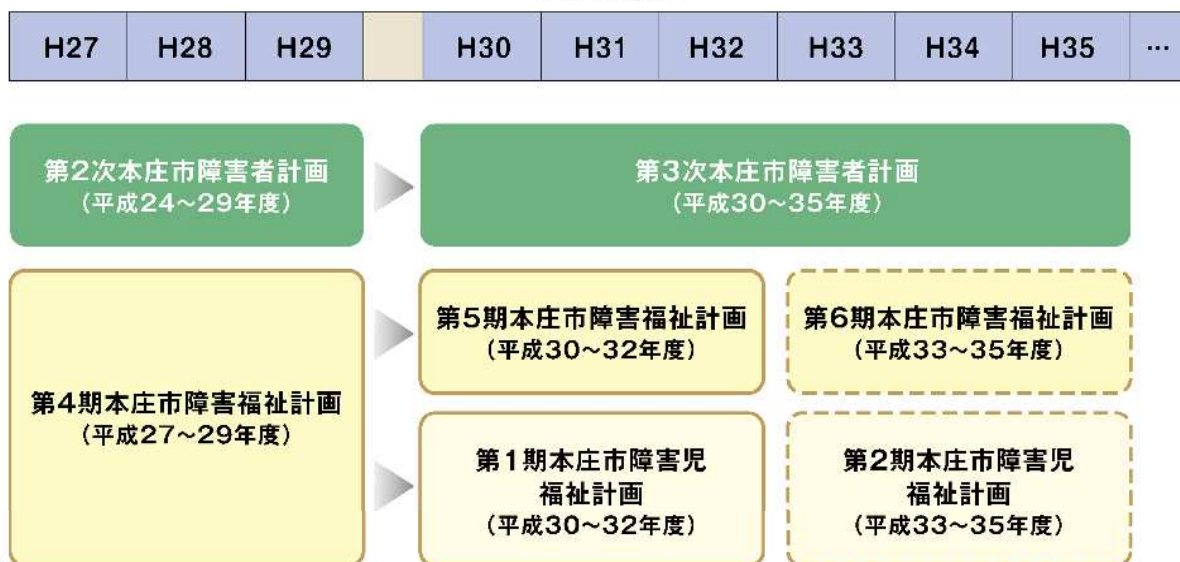 H27 H28 H29 H30 H31 H32 H33 H34 H35 …
第2次本庄市障害者計画
(平成24～29年度)
第3次本庄市障害者計画
(平成30～35年度)
第4期本庄市障害福祉計画
(平成27～29年度)
第5期本庄市障害福祉計画
(平成30～32年度)
第6期本庄市障害福祉計画
(平成33～35年度)
第1期本庄市障害児
福祉計画
(平成30～32年度)
第2期本庄市障害児
福祉計画
(平成33～35年度)